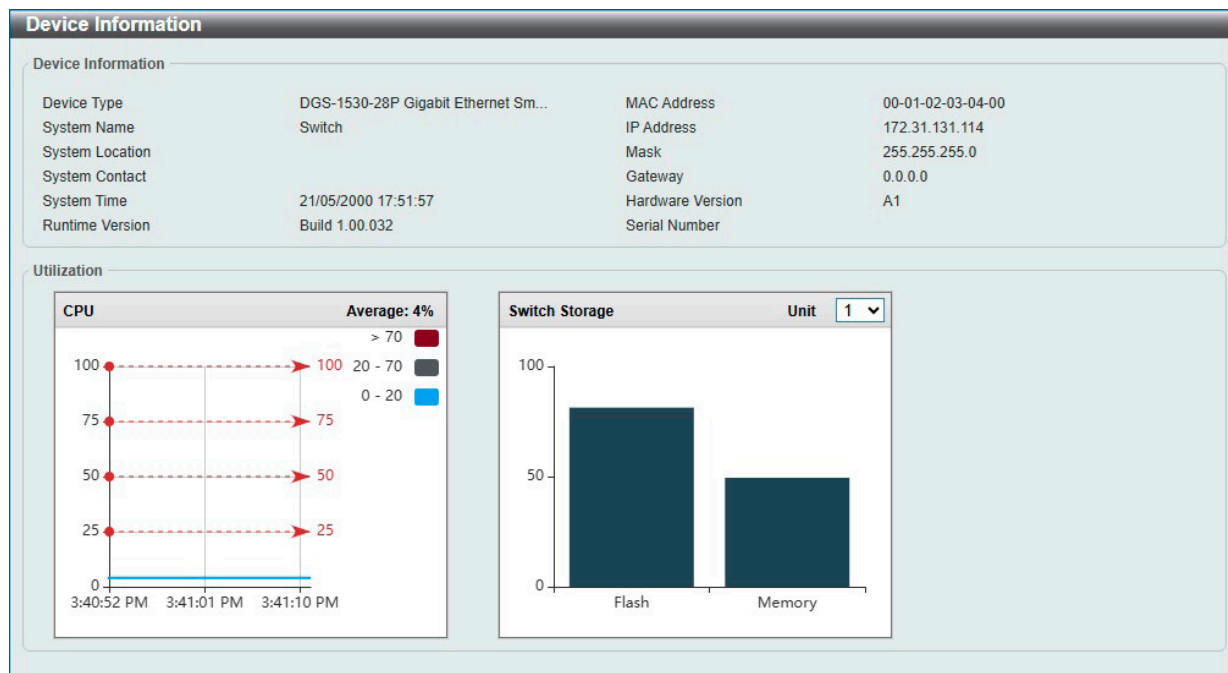 Device Information
Device Information
Device Type DGS-1530-28P Gigabit Ethernet Sm... MAC Address 00-01-02-03-04-00
System Name Switch IP Address 172.31.131.114
System Location Mask 255.255.255.0
System Contact Gateway 0.0.0.0
System Time 21/05/2000 17:51:57 Hardware Version A1
Runtime Version Build 1.00.032 Serial Number
Utilization
CPU Average: 4%
> 70
20 - 70
0 - 20
100 100
75 75
50 50
25 25
0
3:40:52 PM 3:41:01 PM 3:41:10 PM
Switch Storage Unit 1
100
50
0
Flash Memory